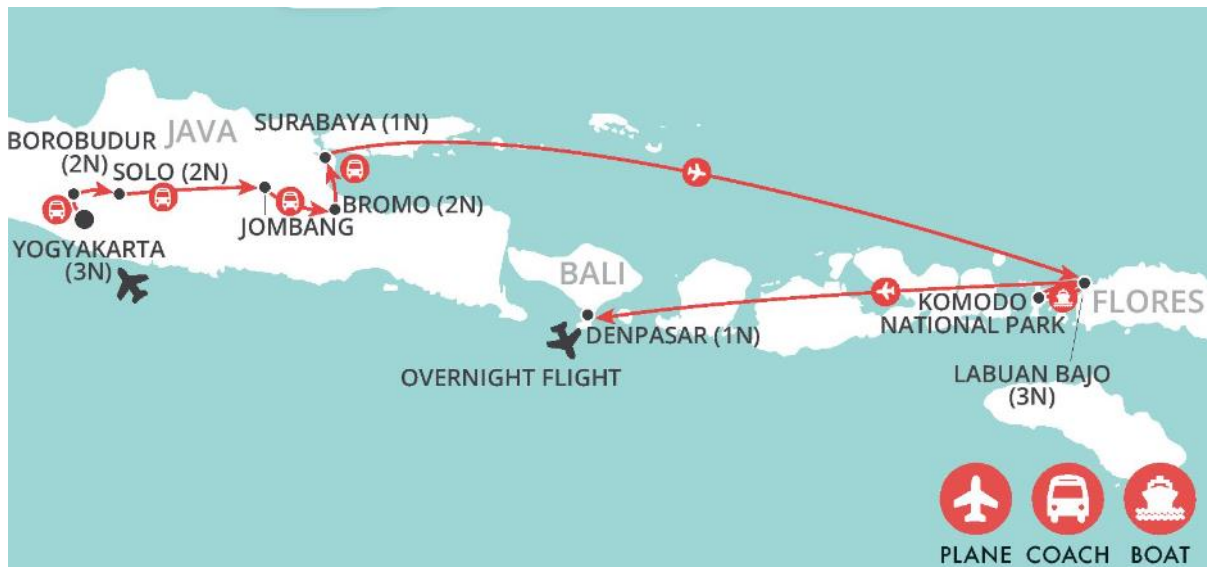 SURABAYA (1N)
JAVA
BOROBUDUR
(2N)
SOLO (2N)
BROMO (2N)
JOMBANG
YOGYAKARTA
(3N)
BALI
KOMODO
NATIONAL PARK
FLORES
DENPASAR (1N)
OVERNIGHT FLIGHT
LABUAN BAJO
(3N)
PLANE COACH BOAT